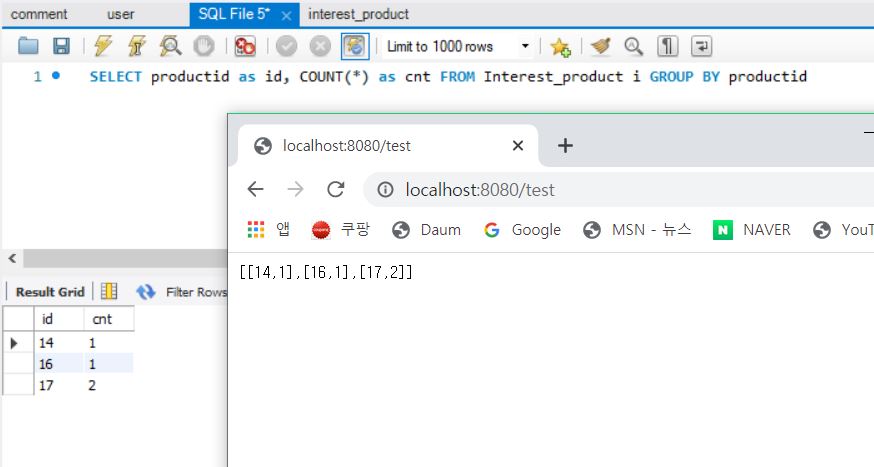 comment user SQL File 5* × interest_product
Limit to 1000 rows
1 SELECT productid as id, COUNT(*) as cnt FROM Interest_product i GROUP BY productid
localhost:8080/test
localhost:8080/test
앱 쿠팡 Daum Google MSN - 뉴스 NAVER YouT
[[14,1],[16,1],[17,2]]
Result Grid Filter Rows
id cnt
14 1
16 1
17 2